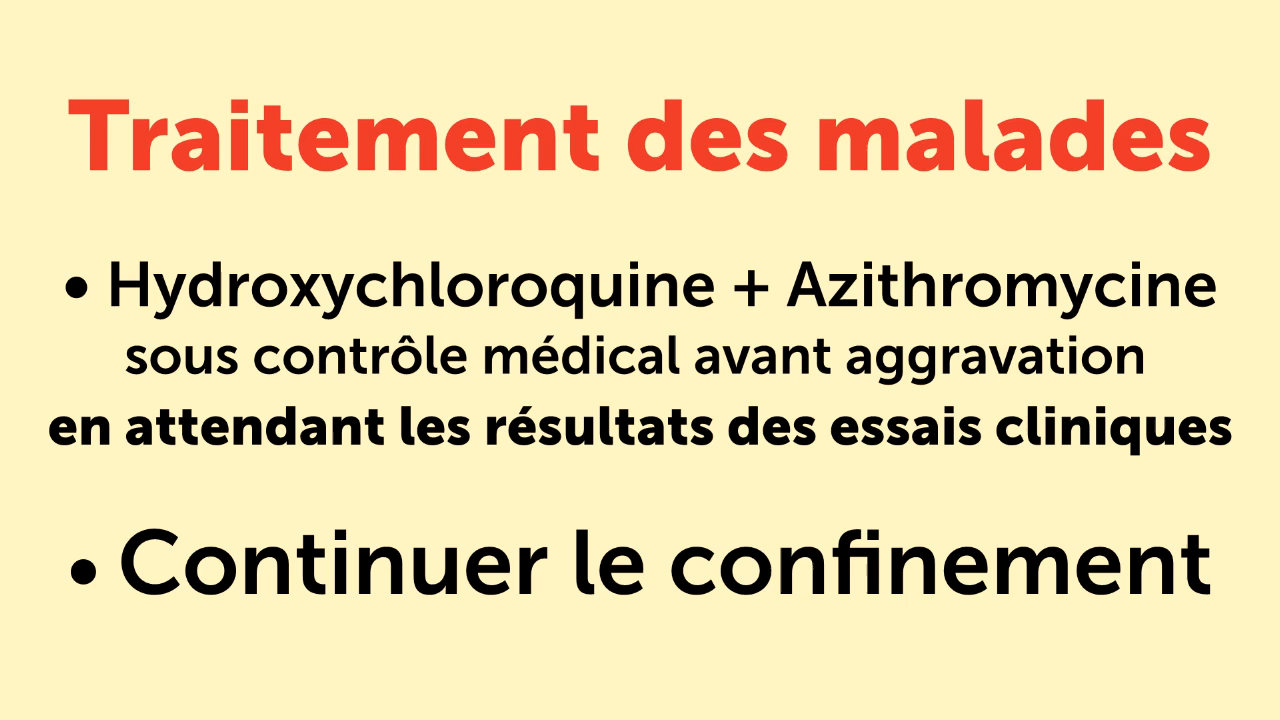 Traitement des malades
• Hydroxychloroquine + Azithromycine
sous contrôle médical avant aggravation
en attendant les résultats des essais cliniques
• Continuer le confinement